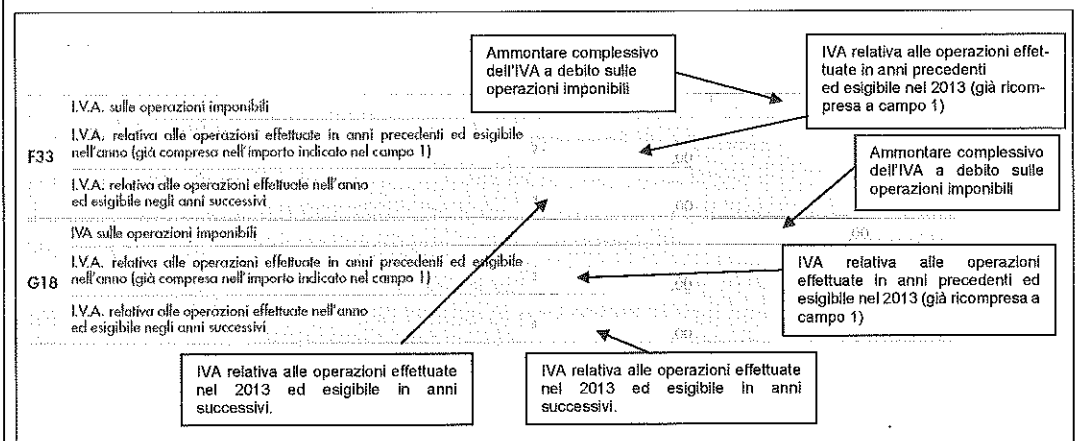 Ammontare complessivo
dell'IVA a debito sulle
operazioni imponibili
IVA relativa alle operazioni effet-
tuate in anni precedenti
ed esigibile nel 2013 (già ricom-
presa a campo 1)
I.V.A. sulle operazioni imponibili
I.V.A. relativa alle operazioni effettuate in anni precedenti ed esigibile
F33 nell'anno (già compresa nell'importo indicato nel campo 1) ,00
Ammontare complessivo
dell'IVA a debito sulle
operazioni imponibili
I.V.A. relativa alle operazioni effettuate nell'anno
ed esigibile negli anni successivi ,00
IVA sulle operazioni imponibili ,00
I.V.A. relativa alle operazioni effettuate in anni precedenti ed esigibile
G18 nell'anno (già compresa nell'importo indicato nel campo 1) ,00
IVA relativa alle operazioni
effettuate in anni precedenti ed
esigibile nel 2013 (già ricompresa a
campo 1)
I.V.A. relativa alle operazioni effettuate nell'anno
ed esigibile negli anni successivi ,00
IVA relativa alle operazioni effettuate
nel 2013 ed esigibile in anni
successivi.
IVA relativa alle operazioni effettuate
nel 2013 ed esigibile in anni
successivi.